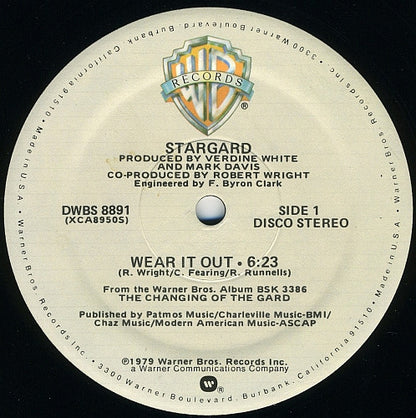 WB
RECORDS
®
STARGARD
PRODUCED BY VERDINE WHITE
AND MARK DAVIS
CO-PRODUCED BY ROBERT WRIGHT
Engineered by F. Byron Clark
DWBS 8891
(XCA8950S)
SIDE 1
DISCO STEREO
WEAR IT OUT • 6:23
(R. Wright/C. Fearing/R. Runnells)
From the Warner Bros. Album BSK 3386
THE CHANGING OF THE GARD
Published by Patmos Music/Charleville Music-BMI/
Chaz Music/Modern American Music-ASCAP
℗1979 Warner Bros. Records Inc.
a Warner Communications Company
W ®
Warner Bros. Records Inc. • 3300 Warner Boulevard, Burbank, California 91510 • Made in U.S.A. • Warner Bros. Records Inc. • 3300 Warner Boulevard, Burbank, California 91510 • Made in U.S.A. •